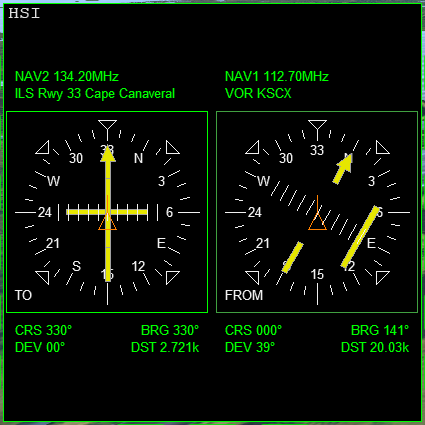 HSI
NAV2 134.20MHz
ILS Rwy 33 Cape Canaveral
NAV1 112.70MHz
VOR KSCX
33
N
3
6
E
12
15
S
21
24
W
30
TO
33
N
3
6
E
12
15
S
21
24
W
30
FROM
CRS 330°
BRG 330°
DEV 00°
DST 2.721k
CRS 000°
BRG 141°
DEV 39°
DST 20.03k